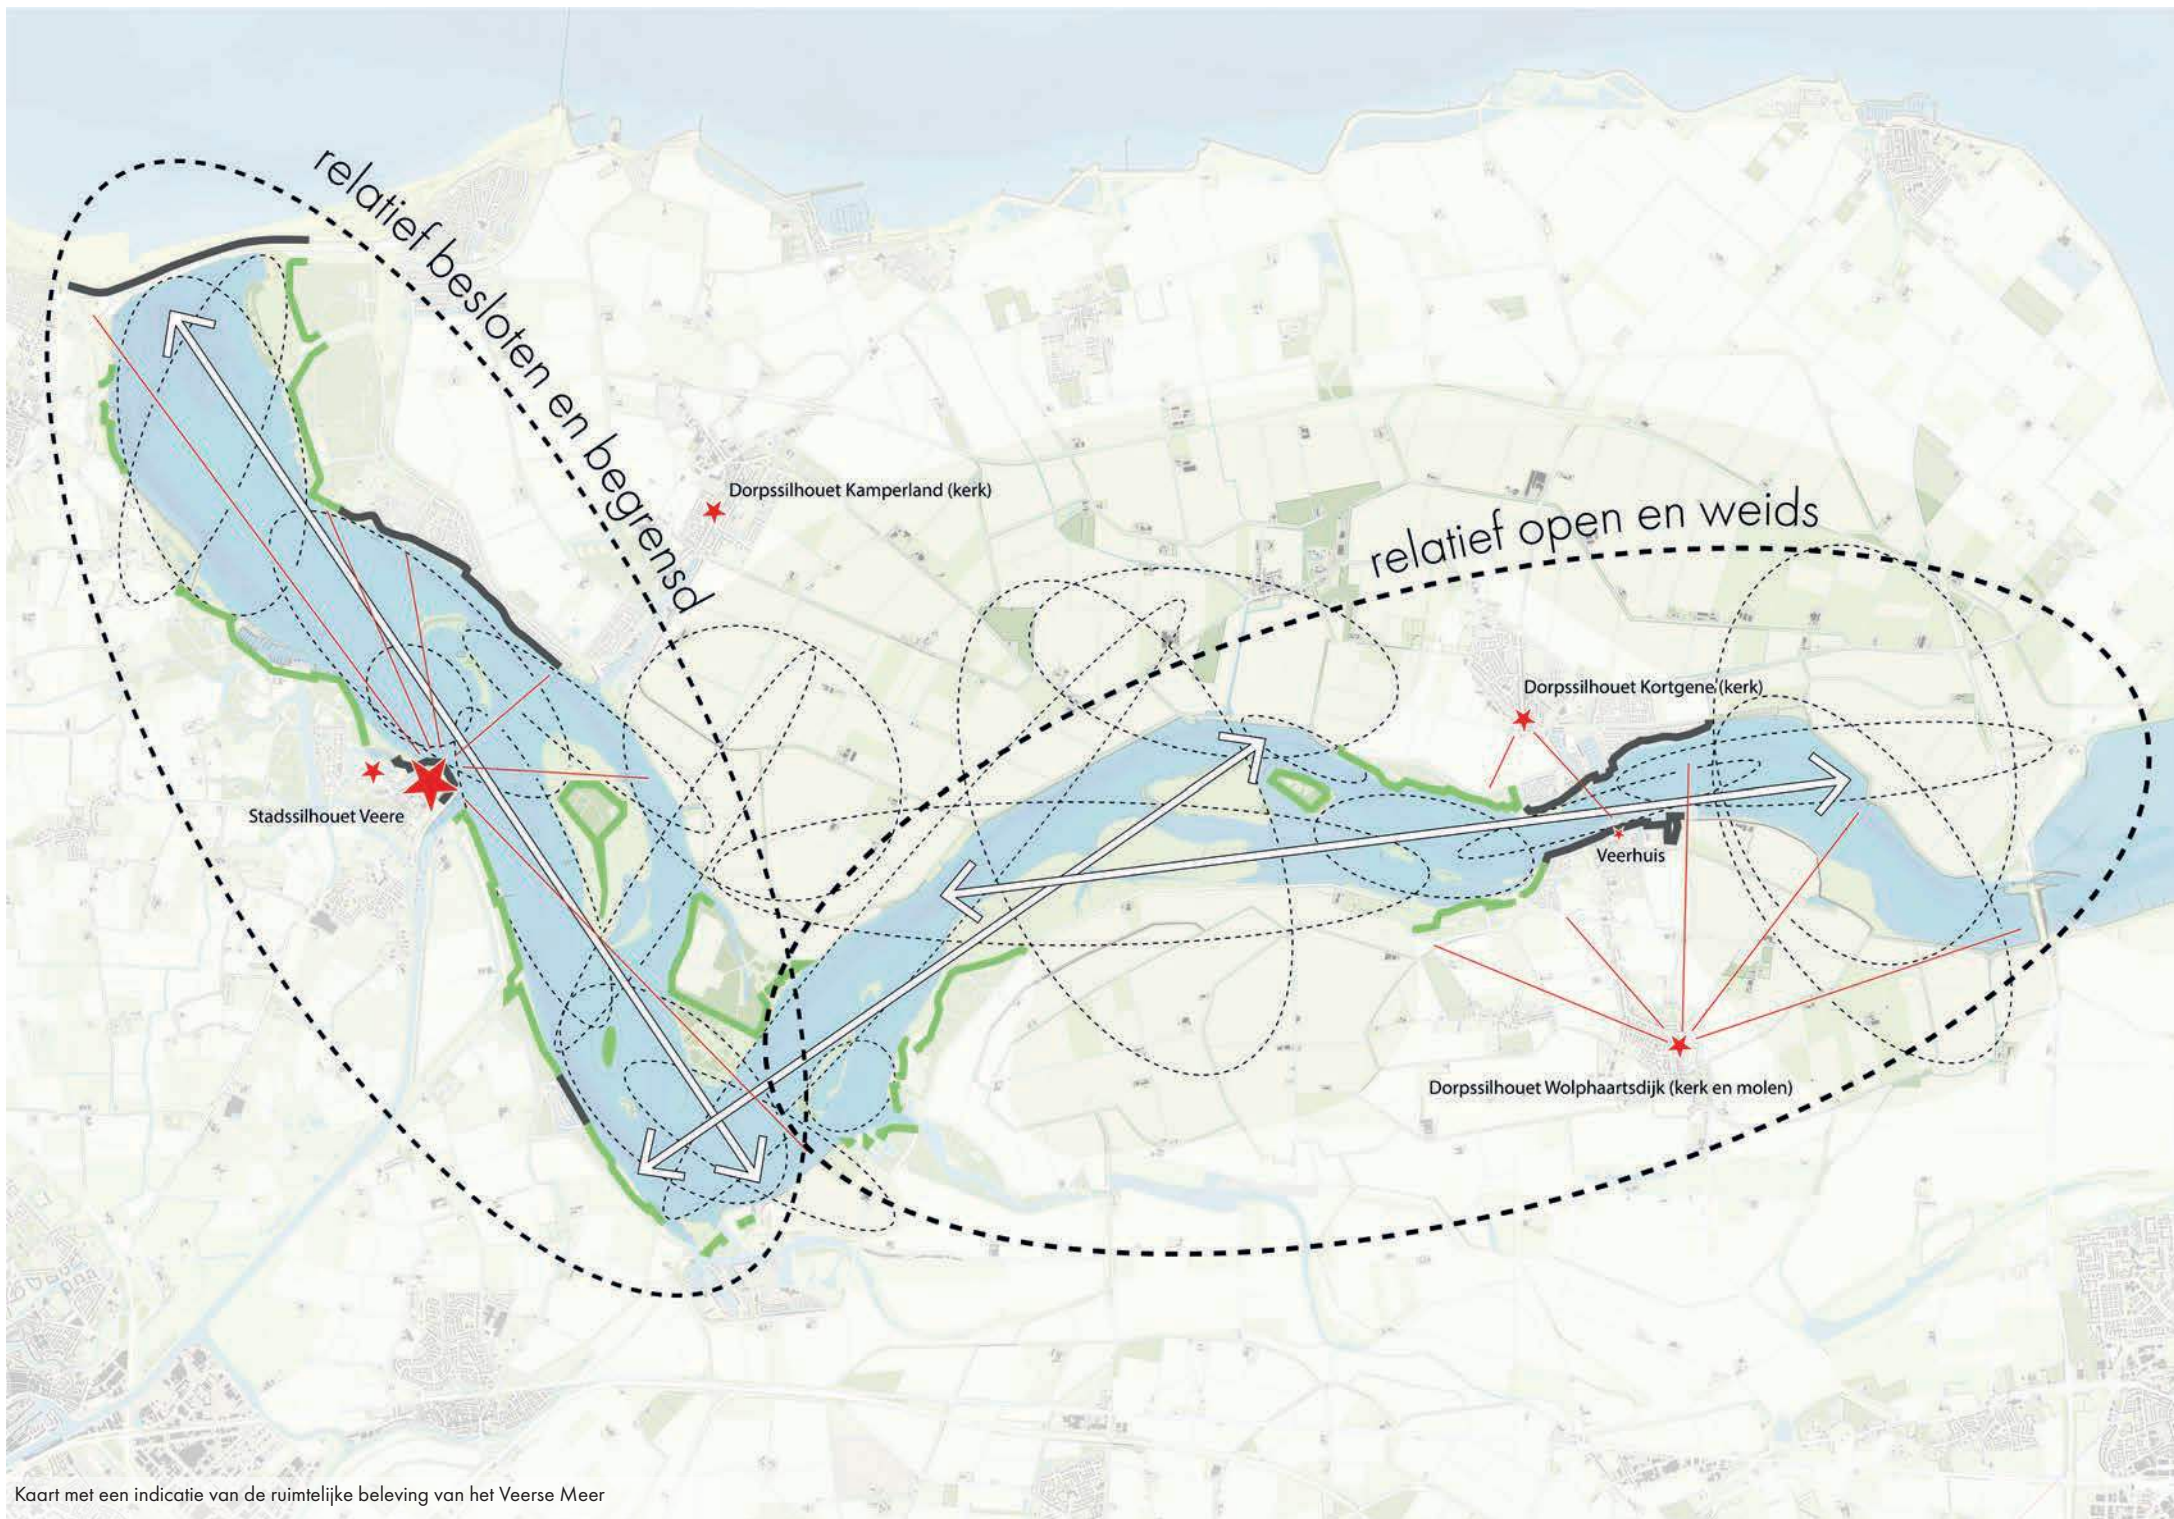 relatief besloten en begrensd
Dorpssilhouet Kamperland (kerk)
relatief open en weids
Dorpssilhouet Kortgene (kerk)
Stadssilhouet Veere
Veerhuis
Dorpssilhouet Wolphaartsdijk (kerk en molen)
Kaart met een indicatie van de ruimtelijke beleving van het Veerse Meer